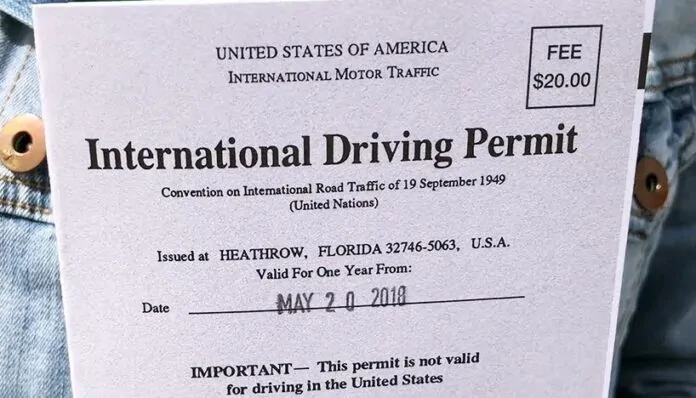 UNITED STATES OF AMERICA
INTERNATIONAL MOTOR TRAFFIC
FEE
$20.00
International Driving Permit
Convention on International Road Traffic of 19 September 1949
(United Nations)
Issued at HEATHROW, FLORIDA 32746-5063, U.S.A.
Valid For One Year From:
Date MAY 20 2018
IMPORTANT— This permit is not valid
for driving in the United States